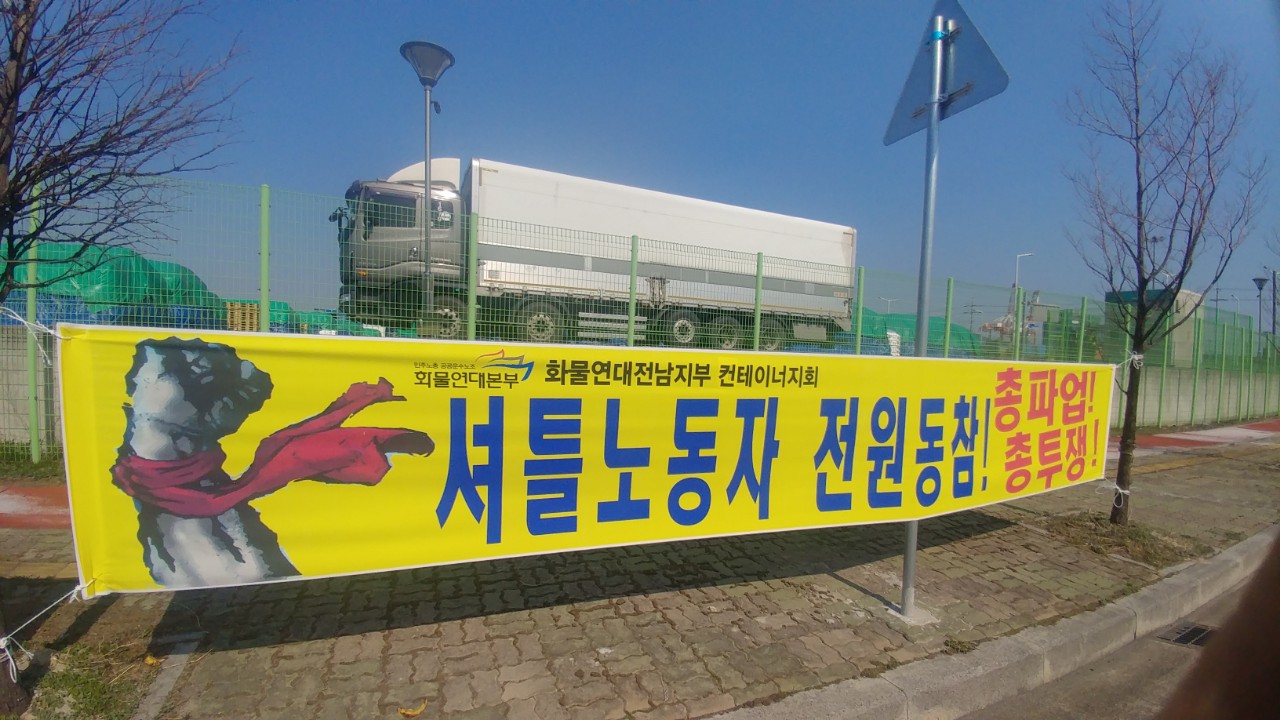 민주노총 공공운수노조
화물연대본부
화물연대전남지부 컨테이너지회
셔틀노동자 전원동참!
총파업!
총투쟁!